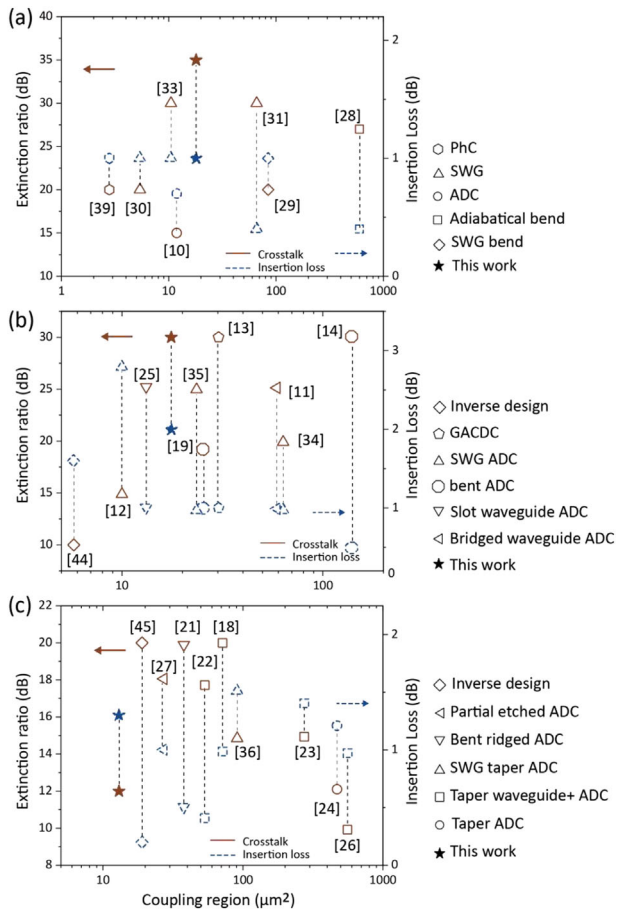 (a)
40
35
30
25
20
15
10
Extinction ratio (dB)
2
1
0
Insertion Loss (dB)
[33]
[31]
[28]
[39]
[30]
[10]
[29]
Crosstalk
Insertion loss
1
10
100
1000
PhC
SWG
ADC
Adiabatical bend
SWG bend
This work
(b)
30
25
20
15
10
Extinction ratio (dB)
3
2
1
0
Insertion Loss (dB)
[13]
[14]
[25]
[35]
[11]
[19]
[34]
[12]
[44]
Crosstalk
Insertion loss
10
100
Inverse design
GACDC
SWG ADC
bent ADC
Slot waveguide ADC
Bridged waveguide ADC
This work
(c)
22
20
18
16
14
12
10
8
Extinction ratio (dB)
2
1
0
Insertion Loss (dB)
[45]
[21]
[18]
[27]
[22]
[36]
[23]
[24]
[26]
Crosstalk
Insertion loss
10
100
1000
Coupling region (μm²)
Inverse design
Partial etched ADC
Bent ridged ADC
SWG taper ADC
Taper waveguide+ ADC
Taper ADC
This work